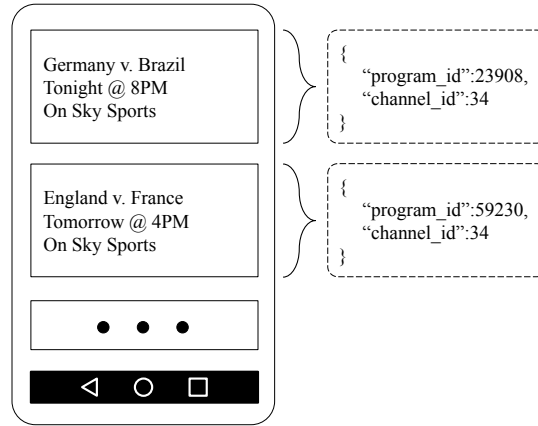 Germany v. Brazil
Tonight @ 8PM
On Sky Sports
{
“program_id”:23908,
“channel_id”:34
}
England v. France
Tomorrow @ 4PM
On Sky Sports
{
“program_id”:59230,
“channel_id”:34
}